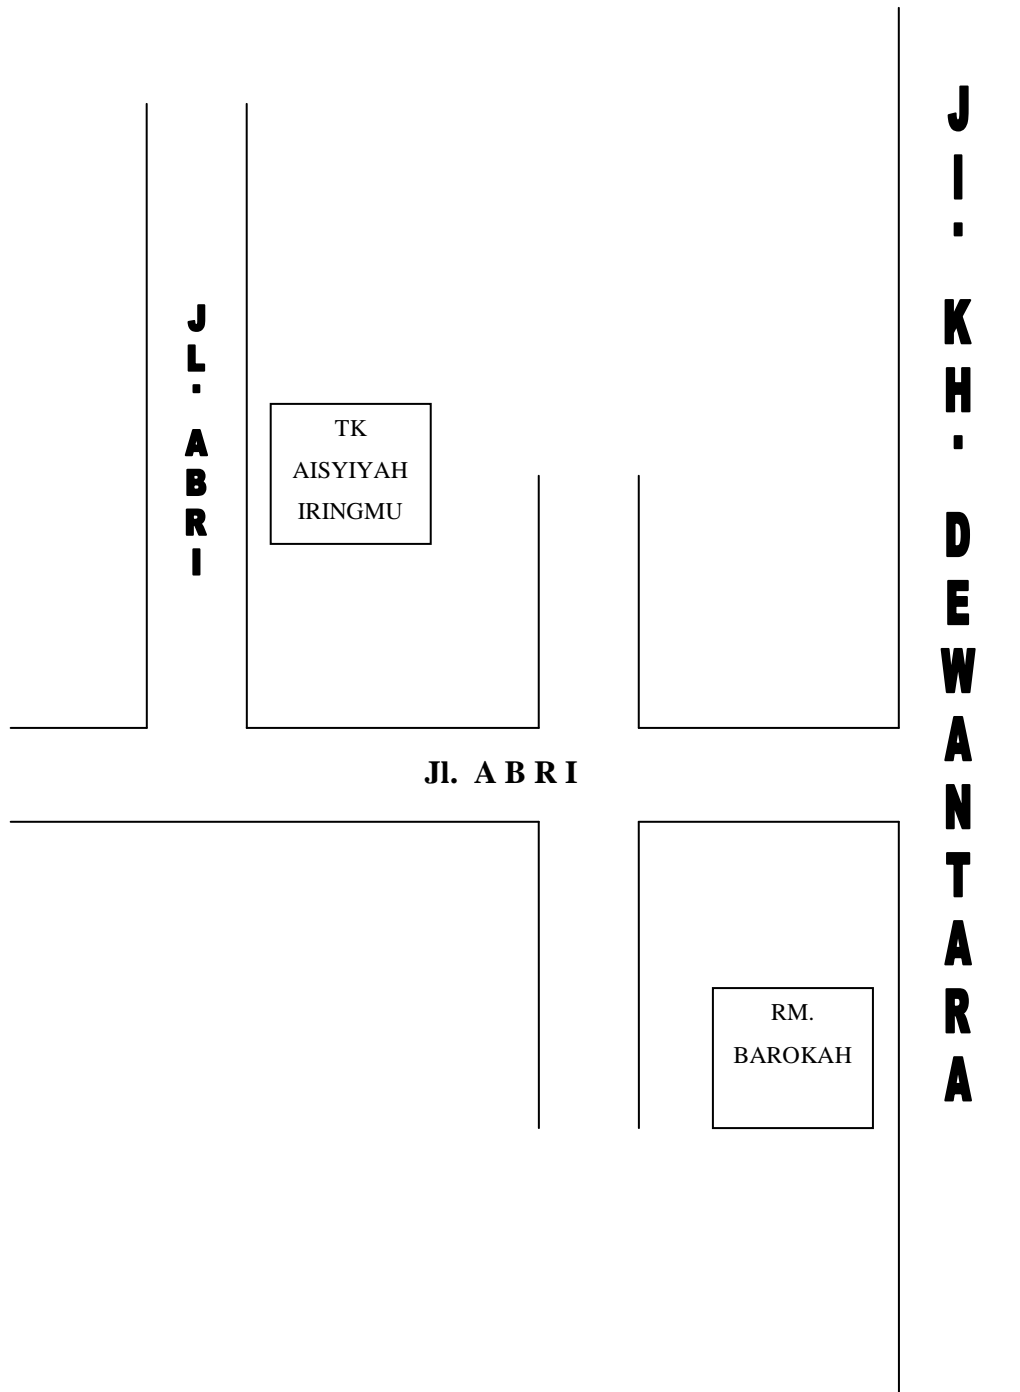 JL. ABRI
TK
AISYIYAH
IRINGMU
Jl. A B R I
RM.
BAROKAH
Jl. KH. DEWANTARA